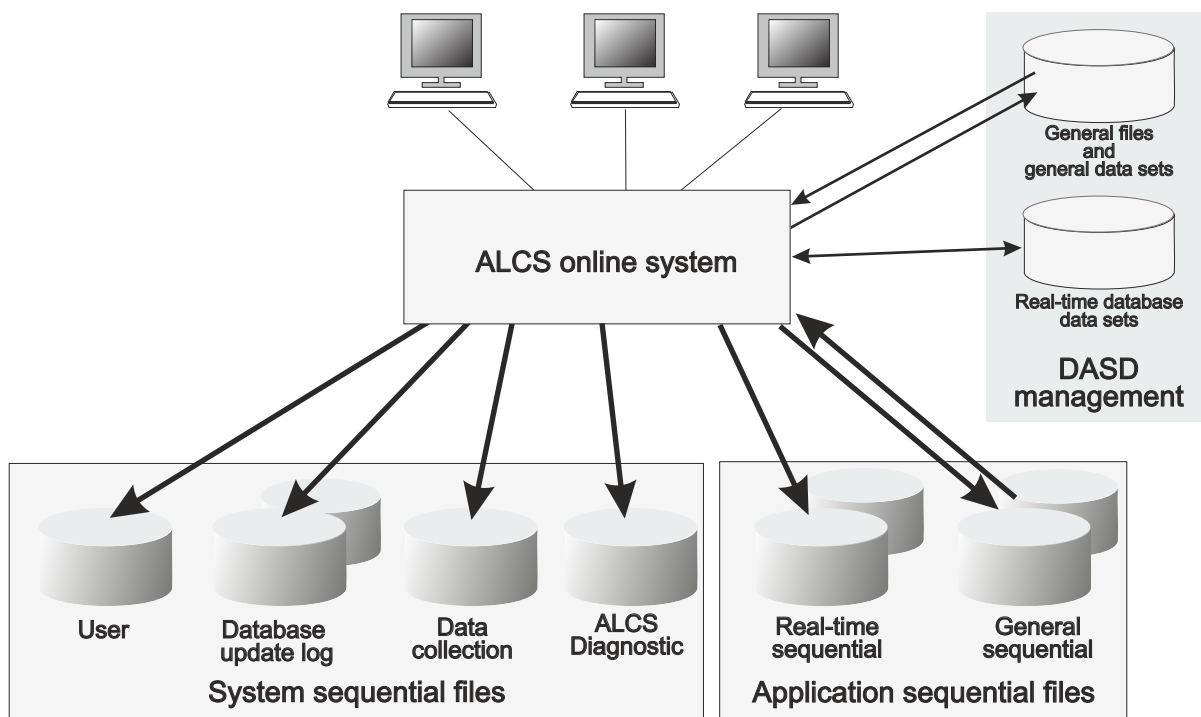 General files
and
general data sets
ALCS online system
Real-time database
data sets
DASD
management
User
Database
update log
Data
collection
ALCS
Diagnostic
System sequential files
Real-time
sequential
General
sequential
Application sequential files